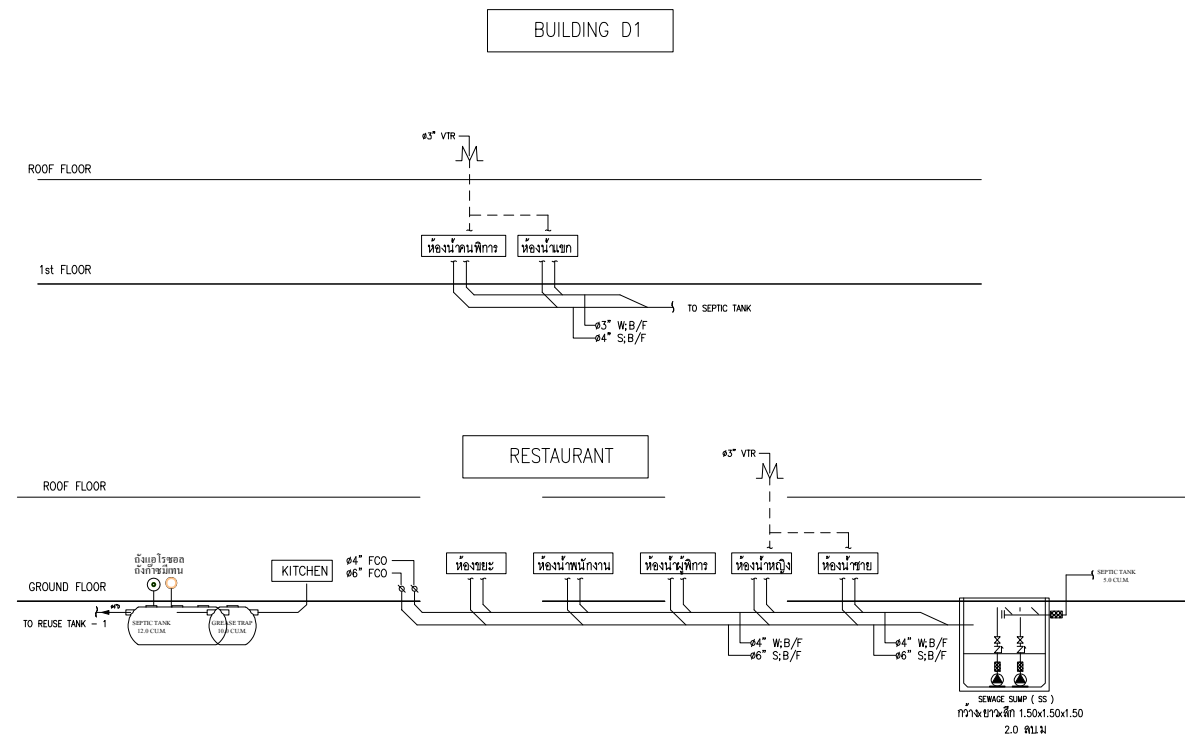 BUILDING D1
ø3" VTR
ROOF FLOOR
ห้องน้ำคนพิการ
ห้องน้ำแขก
1st FLOOR
TO SEPTIC TANK
ø3" W;B/F
ø4" S;B/F
RESTAURANT
ø3" VTR
ROOF FLOOR
ถังแอโรซอล
ถังก๊าซมีเทน
KITCHEN
ø4" FCO
ø6" FCO
ห้องขยะ
ห้องน้ำพนักงาน
ห้องน้ำผู้พิการ
ห้องน้ำหญิง
ห้องน้ำชาย
SEPTIC TANK
5.0 CU.M.
GROUND FLOOR
TO REUSE TANK - 1
SEPTIC TANK
12.0 CU.M.
GREASE TRAP
10.0 CU.M.
ø4" W;B/F
ø6" S;B/F
ø4" W;B/F
ø6" S;B/F
SEWAGE SUMP ( SS )
กว้างxยาวxลึก 1.50x1.50x1.50
2.0 ลบ.ม